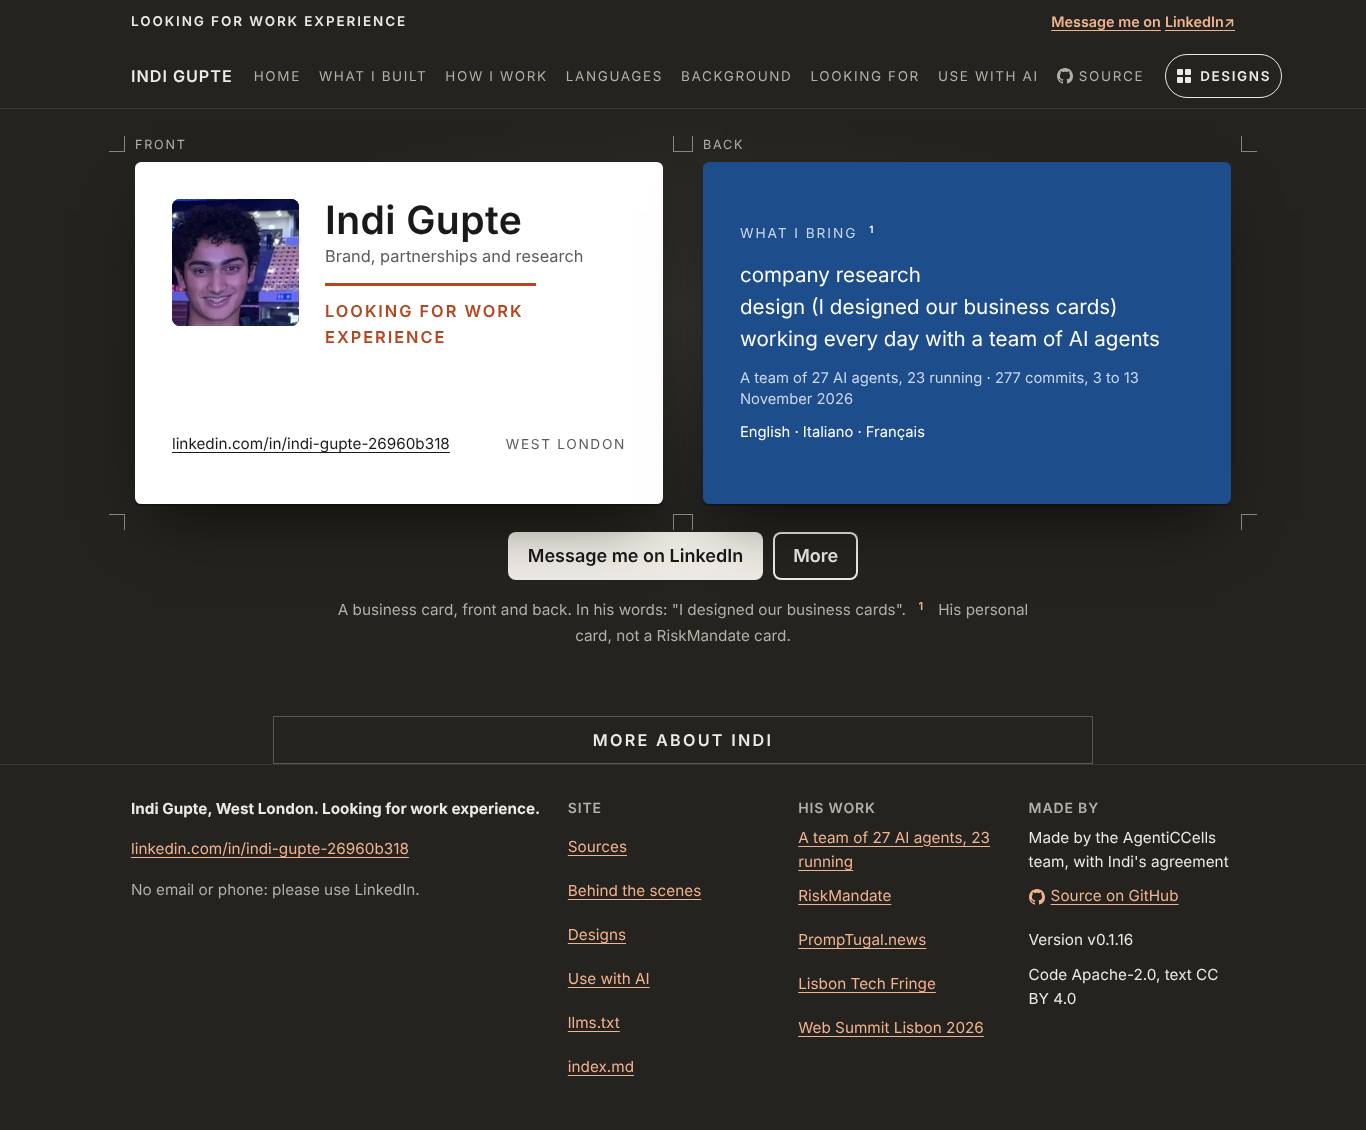 LOOKING FOR WORK EXPERIENCE
Message me on LinkedIn↗
INDI GUPTE
HOME
WHAT I BUILT
HOW I WORK
LANGUAGES
BACKGROUND
LOOKING FOR
USE WITH AI
SOURCE
DESIGNS
FRONT
Indi Gupte
Brand, partnerships and research
LOOKING FOR WORK
EXPERIENCE
linkedin.com/in/indi-gupte-26960b318
WEST LONDON
BACK
WHAT I BRING 1
company research
design (I designed our business cards)
working every day with a team of AI agents
A team of 27 AI agents, 23 running · 277 commits, 3 to 13
November 2026
English · Italiano · Français
Message me on LinkedIn
More
A business card, front and back. In his words: "I designed our business cards". 1 His personal
card, not a RiskMandate card.
MORE ABOUT INDI
Indi Gupte, West London. Looking for work experience.
linkedin.com/in/indi-gupte-26960b318
No email or phone: please use LinkedIn.
SITE
Sources
Behind the scenes
Designs
Use with AI
llms.txt
index.md
HIS WORK
A team of 27 AI agents, 23
running
RiskMandate
PrompTugal.news
Lisbon Tech Fringe
Web Summit Lisbon 2026
MADE BY
Made by the AgentiCCells
team, with Indi's agreement
Source on GitHub
Version v0.1.16
Code Apache-2.0, text CC
BY 4.0